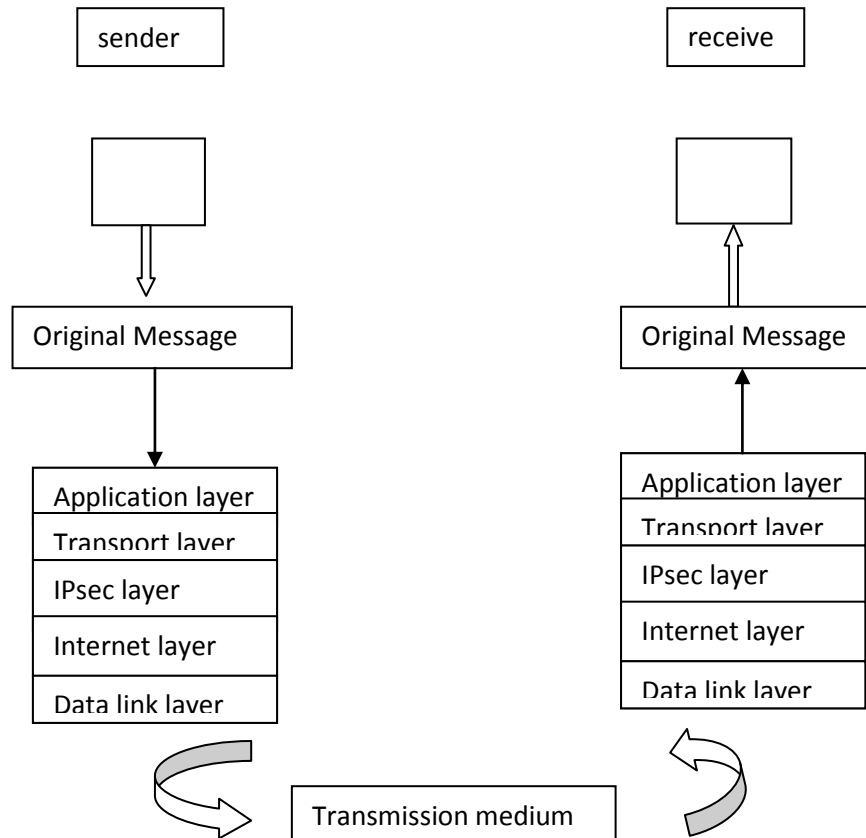 sender
receive
Original Message
Original Message
Application layer
Transport layer
IPsec layer
Internet layer
Data link layer
Application layer
Transport layer
IPsec layer
Internet layer
Data link layer
Transmission medium